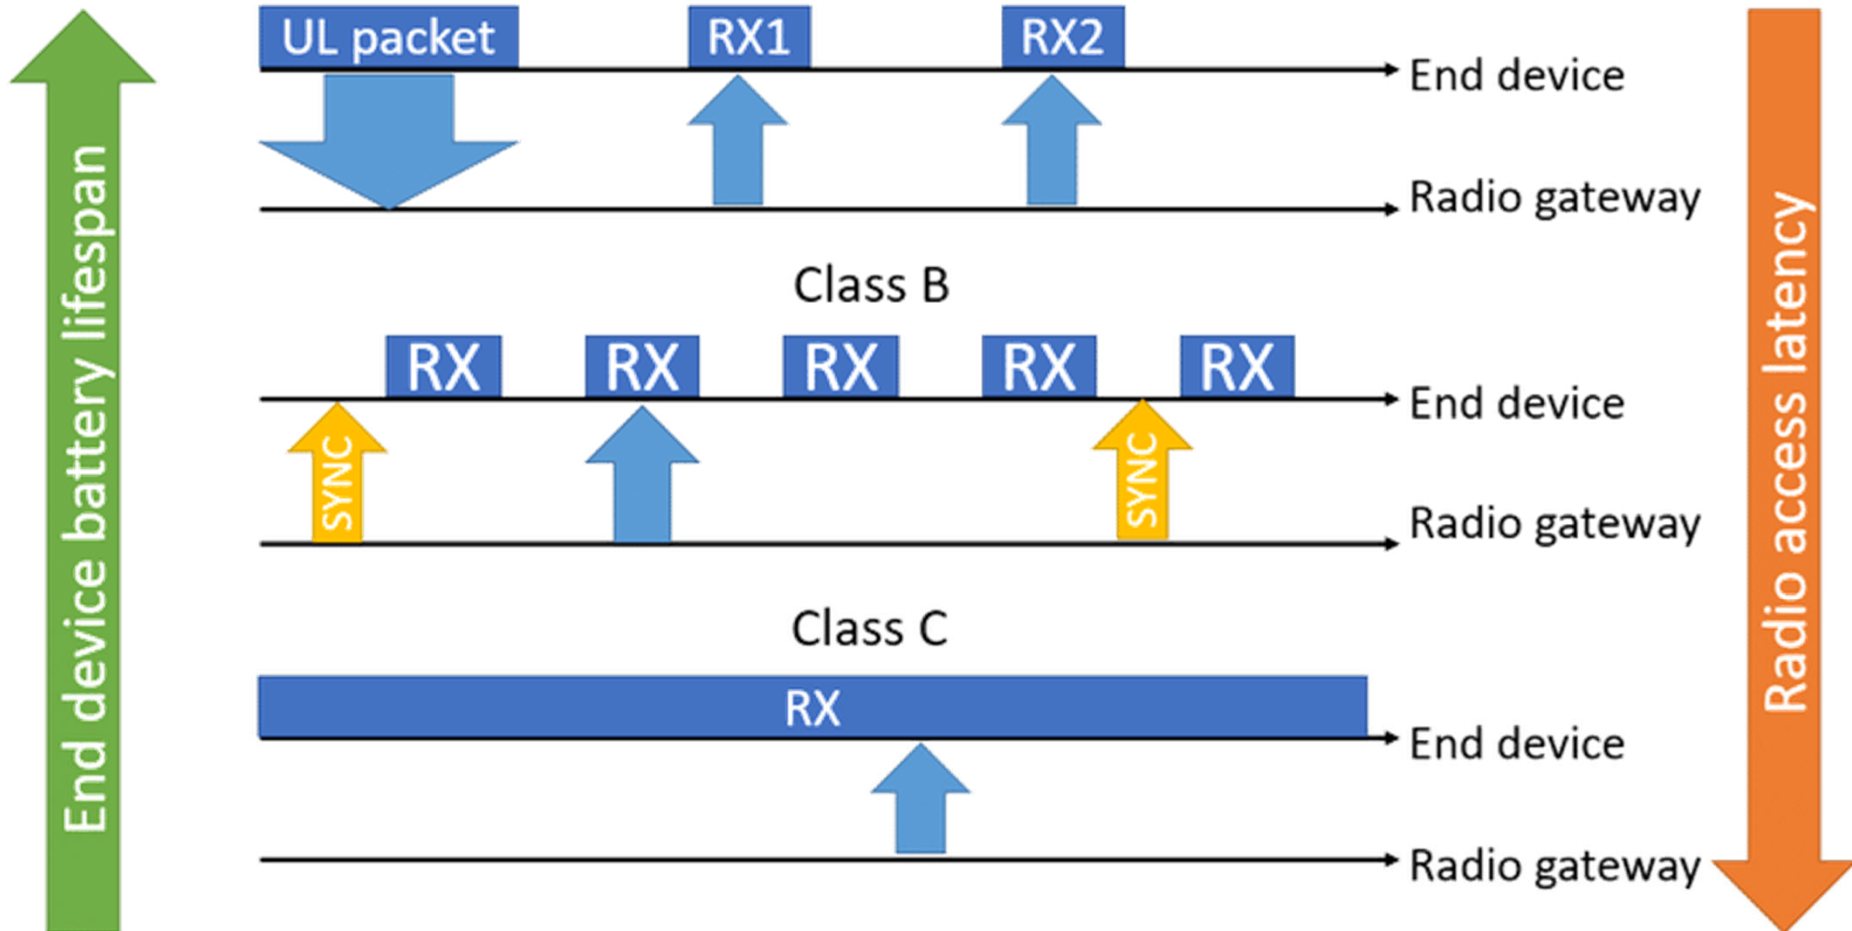 UL packet
RX1
RX2
End device
Radio gateway
Class B
RX
RX
RX
RX
RX
End device
SYNC
SYNC
Radio gateway
Class C
RX
End device
Radio gateway
End device battery lifespan
Radio access latency